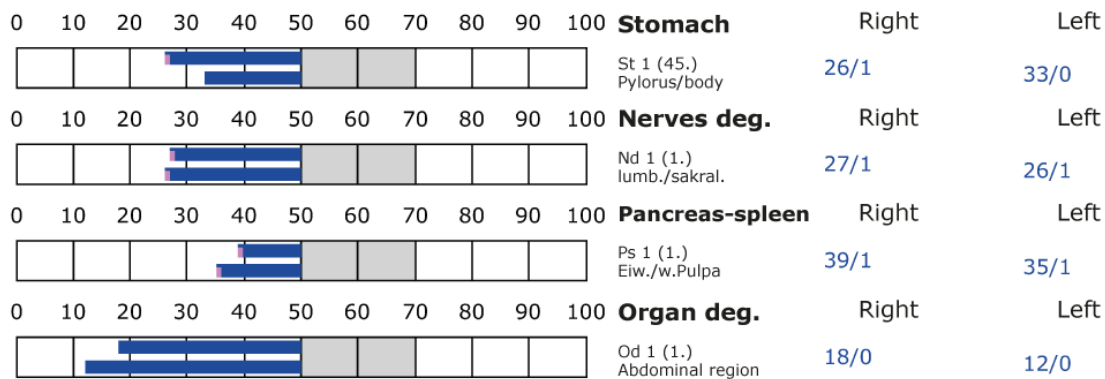 0 10 20 30 40 50 60 70 80 90 100 Stomach Right Left
St 1 (45.) 26/1 33/0
Pylorus/body
0 10 20 30 40 50 60 70 80 90 100 Nerves deg. Right Left
Nd 1 (1.) 27/1 26/1
lumb./sakral.
0 10 20 30 40 50 60 70 80 90 100 Pancreas-spleen Right Left
Ps 1 (1.) 39/1 35/1
Eiw./w.Pulpa
0 10 20 30 40 50 60 70 80 90 100 Organ deg. Right Left
Od 1 (1.) 18/0 12/0
Abdominal region